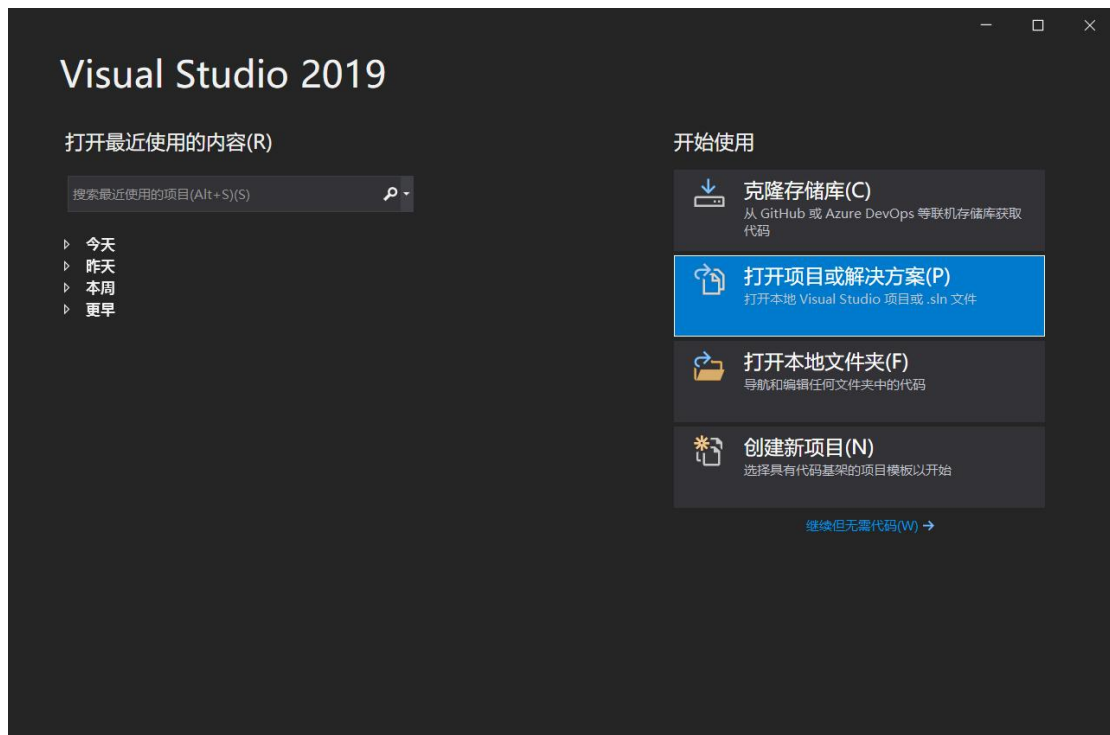 Visual Studio 2019
打开最近使用的内容(R)
搜索最近使用的项目(Alt+S)(S)
今天
昨天
本周
更早
开始使用
克隆存储库(C)
从 GitHub 或 Azure DevOps 等联机存储库获取
代码
打开项目或解决方案(P)
打开本地 Visual Studio 项目或 .sln 文件
打开本地文件夹(F)
导航和编辑任何文件夹中的代码
创建新项目(N)
选择具有代码基架的项目模板以开始
继续但无需代码(W) →